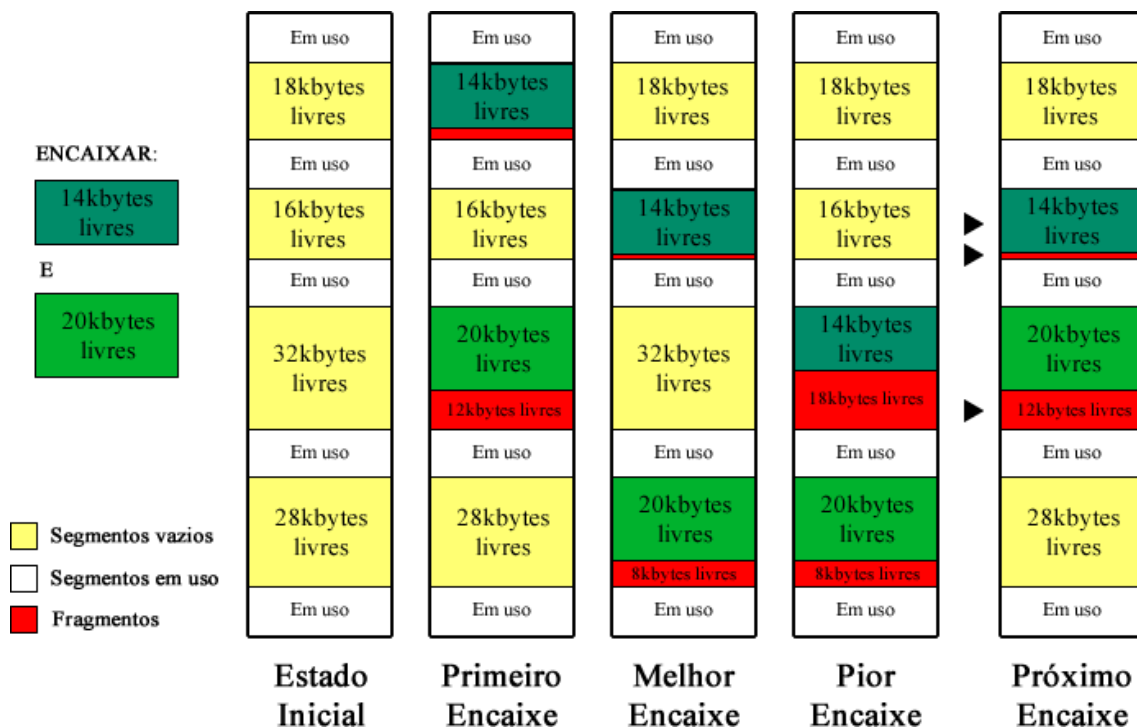 ENCAIXAR:
14kbytes
livres
E
20kbytes
livres
Segmentos vazios
Segmentos em uso
Fragmentos
Em uso
18kbytes
livres
Em uso
16kbytes
livres
Em uso
32kbytes
livres
Em uso
28kbytes
livres
Em uso
Estado
Inicial
Em uso
14kbytes
livres
Em uso
16kbytes
livres
Em uso
20kbytes
livres
12kbytes livres
Em uso
28kbytes
livres
Em uso
Primeiro
Encaixe
Em uso
18kbytes
livres
Em uso
14kbytes
livres
Em uso
32kbytes
livres
Em uso
20kbytes
livres
8kbytes livres
Em uso
Melhor
Encaixe
Em uso
18kbytes
livres
Em uso
16kbytes
livres
Em uso
14kbytes
livres
18kbytes livres
Em uso
20kbytes
livres
8kbytes livres
Em uso
Pior
Encaixe
Em uso
18kbytes
livres
Em uso
14kbytes
livres
Em uso
20kbytes
livres
12kbytes livres
Em uso
28kbytes
livres
Em uso
Próximo
Encaixe